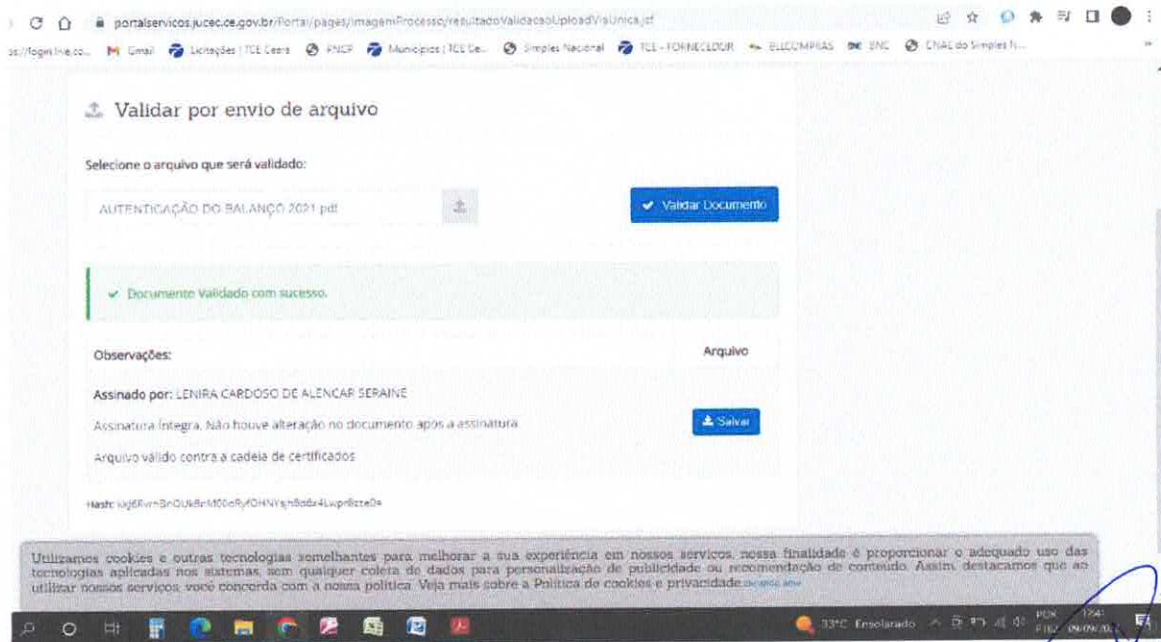 portalservicos.jucec.ce.gov.br/Portal/pages/imagemProcesso/resultadoValidacaoUploadViaUnica.jsf
Gmail Licitações | TCE Ceara PNCP Municípios | TCE Ce... Simples Nacional TCE - FORNECEDOR BLLCOMPRAS BNC CNAE do Simples N...
Validar por envio de arquivo
Selecione o arquivo que será validado:
AUTENTICAÇÃO DO BALANÇO 2021.pdf
Validar Documento
Documento Validado com sucesso.
Observações:
Arquivo
Assinado por: LENIRA CARDOSO DE ALENCAR SERAINE
Assinatura Íntegra. Não houve alteração no documento após a assinatura
Salvar
Arquivo válido contra a cadeia de certificados
Hash:
Utilizamos cookies e outras tecnologias semelhantes para melhorar a sua experiência em nossos serviços, nossa finalidade é proporcionar o adequado uso das
tecnologias aplicadas nos sistemas, sem qualquer coleta de dados para personalização de publicidade ou recomendação de conteúdo. Assim, destacamos que ao
utilizar nossos serviços, você concorda com a nossa política. Veja mais sobre a Política de cookies e privacidade
33°C Ensolarado
POR
12:41